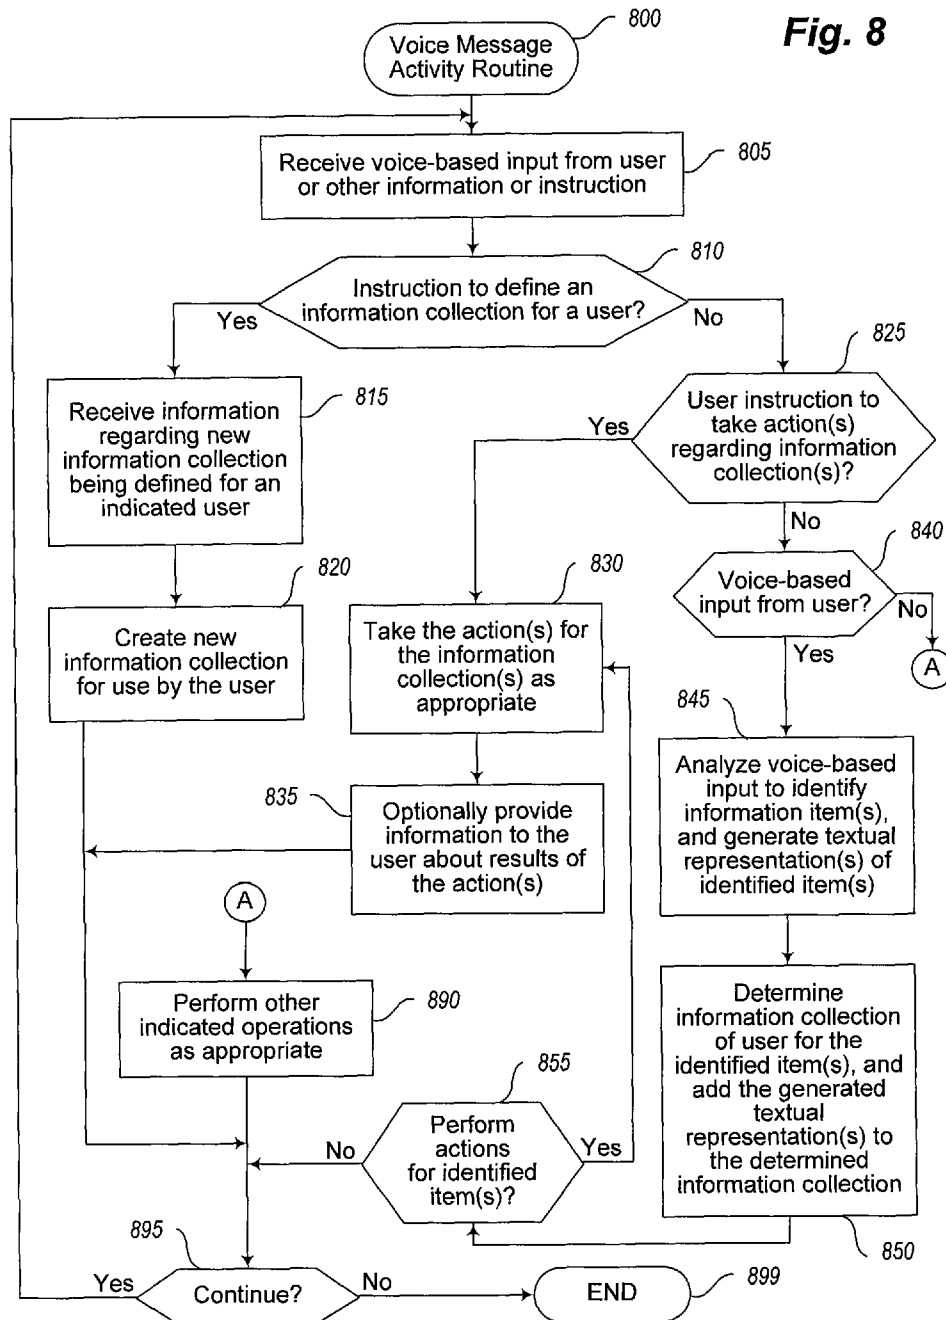 Fig. 8
Voice Message
Activity Routine
800
Receive voice-based input from user
or other information or instruction
805
Instruction to define an
information collection for a user?
810
Yes
No
Receive information
regarding new
information collection
being defined for an
indicated user
815
User instruction to
take action(s)
regarding information
collection(s)?
825
Yes
No
Create new
information collection
for use by the user
820
Take the action(s) for
the information
collection(s) as
appropriate
830
Voice-based
input from user?
840
No
A
Yes
Optionally provide
information to the
user about results of
the action(s)
835
Analyze voice-based
input to identify
information item(s),
and generate textual
representation(s) of
identified item(s)
845
A
Perform other
indicated operations
as appropriate
890
Determine
information collection
of user for the
identified item(s), and
add the generated
textual
representation(s) to
the determined
information collection
850
Perform
actions
for identified
item(s)?
855
No
Yes
Continue?
895
Yes
No
END
899